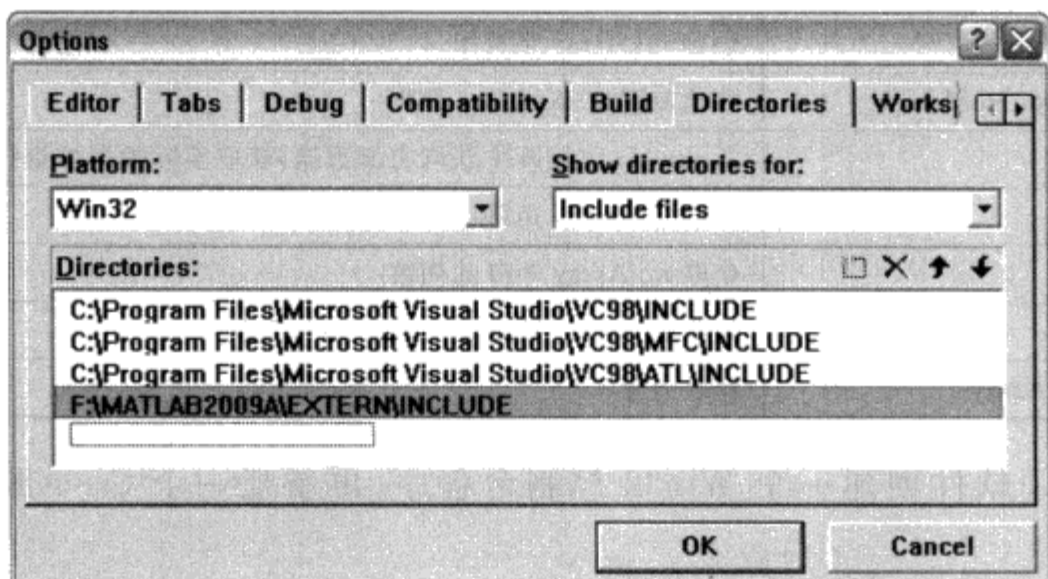 Options
Editor
Tabs
Debug
Compatibility
Build
Directories
Works
Platform:
Show directories for:
Win32
Include files
Directories:
C:\Program Files\Microsoft Visual Studio\VC98\INCLUDE
C:\Program Files\Microsoft Visual Studio\VC98\MFC\INCLUDE
C:\Program Files\Microsoft Visual Studio\VC98\ATL\INCLUDE
F:\MATLAB2009A\EXTERN\INCLUDE
OK
Cancel